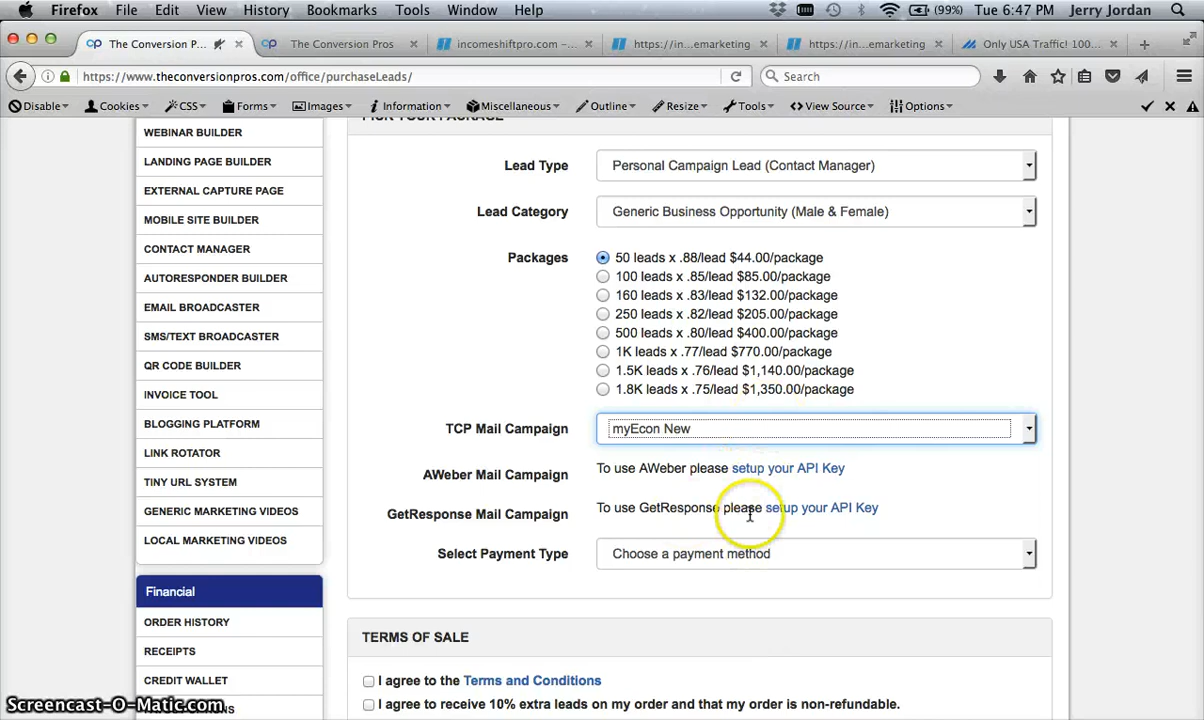 Firefox File Edit View History Bookmarks Tools Window Help (99%) Tue 6:47 PM Jerry Jordan
The Conversion P... The Conversion Pros incomeshiftpro.com –... https://in...emarketing https://in...emarketing Only USA Traffic! 100...
https://www.theconversionpros.com/office/purchaseLeads/ Search
Disable Cookies CSS Forms Images Information Miscellaneous Outline Resize Tools View Source Options
PICK YOUR PACKAGE
WEBINAR BUILDER
LANDING PAGE BUILDER
EXTERNAL CAPTURE PAGE
MOBILE SITE BUILDER
CONTACT MANAGER
AUTORESPONDER BUILDER
EMAIL BROADCASTER
SMS/TEXT BROADCASTER
QR CODE BUILDER
INVOICE TOOL
BLOGGING PLATFORM
LINK ROTATOR
TINY URL SYSTEM
GENERIC MARKETING VIDEOS
LOCAL MARKETING VIDEOS
Financial
ORDER HISTORY
RECEIPTS
CREDIT WALLET
Lead Type Personal Campaign Lead (Contact Manager)
Lead Category Generic Business Opportunity (Male & Female)
Packages 50 leads x .88/lead $44.00/package
100 leads x .85/lead $85.00/package
160 leads x .83/lead $132.00/package
250 leads x .82/lead $205.00/package
500 leads x .80/lead $400.00/package
1K leads x .77/lead $770.00/package
1.5K leads x .76/lead $1,140.00/package
1.8K leads x .75/lead $1,350.00/package
TCP Mail Campaign myEcon New
AWeber Mail Campaign To use AWeber please setup your API Key
GetResponse Mail Campaign To use GetResponse please setup your API Key
Select Payment Type Choose a payment method
TERMS OF SALE
I agree to the Terms and Conditions
I agree to receive 10% extra leads on my order and that my order is non-refundable.
Screencast-O-Matic.com